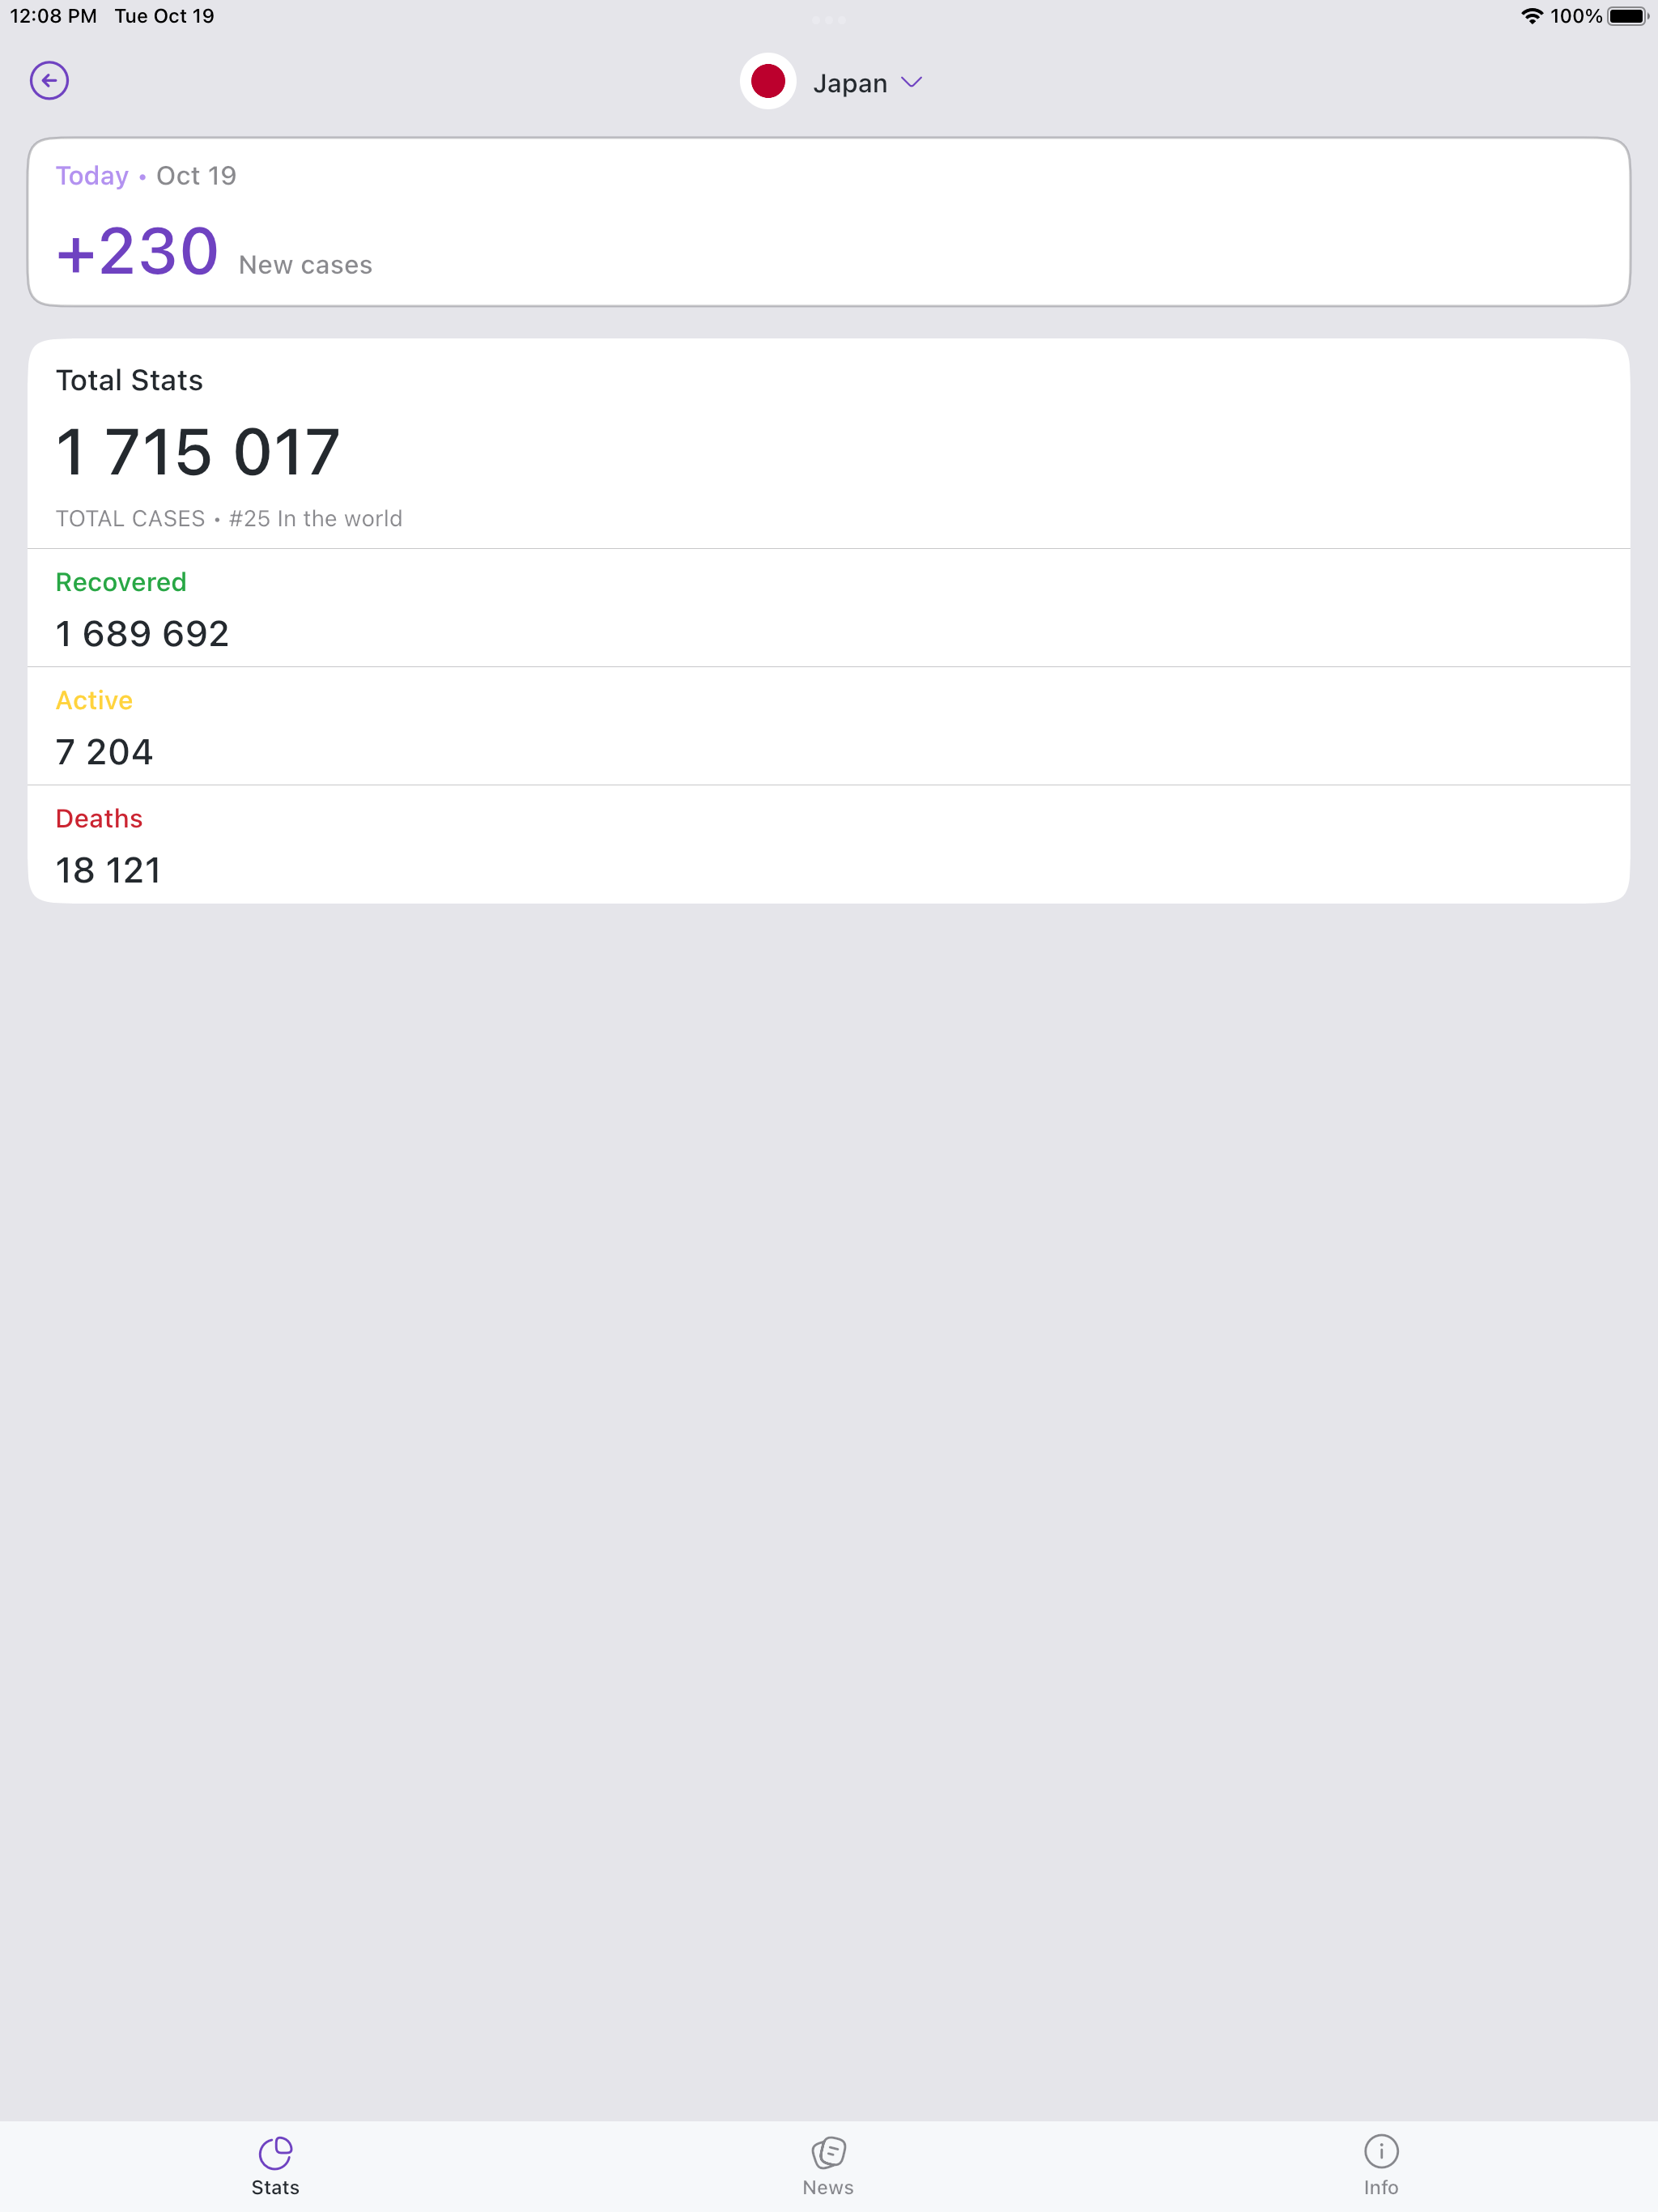 12:08 PM Tue Oct 19
100%
Japan
Today • Oct 19
+230 New cases
Total Stats
1 715 017
TOTAL CASES • #25 In the world
Recovered
1 689 692
Active
7 204
Deaths
18 121
Stats
News
Info